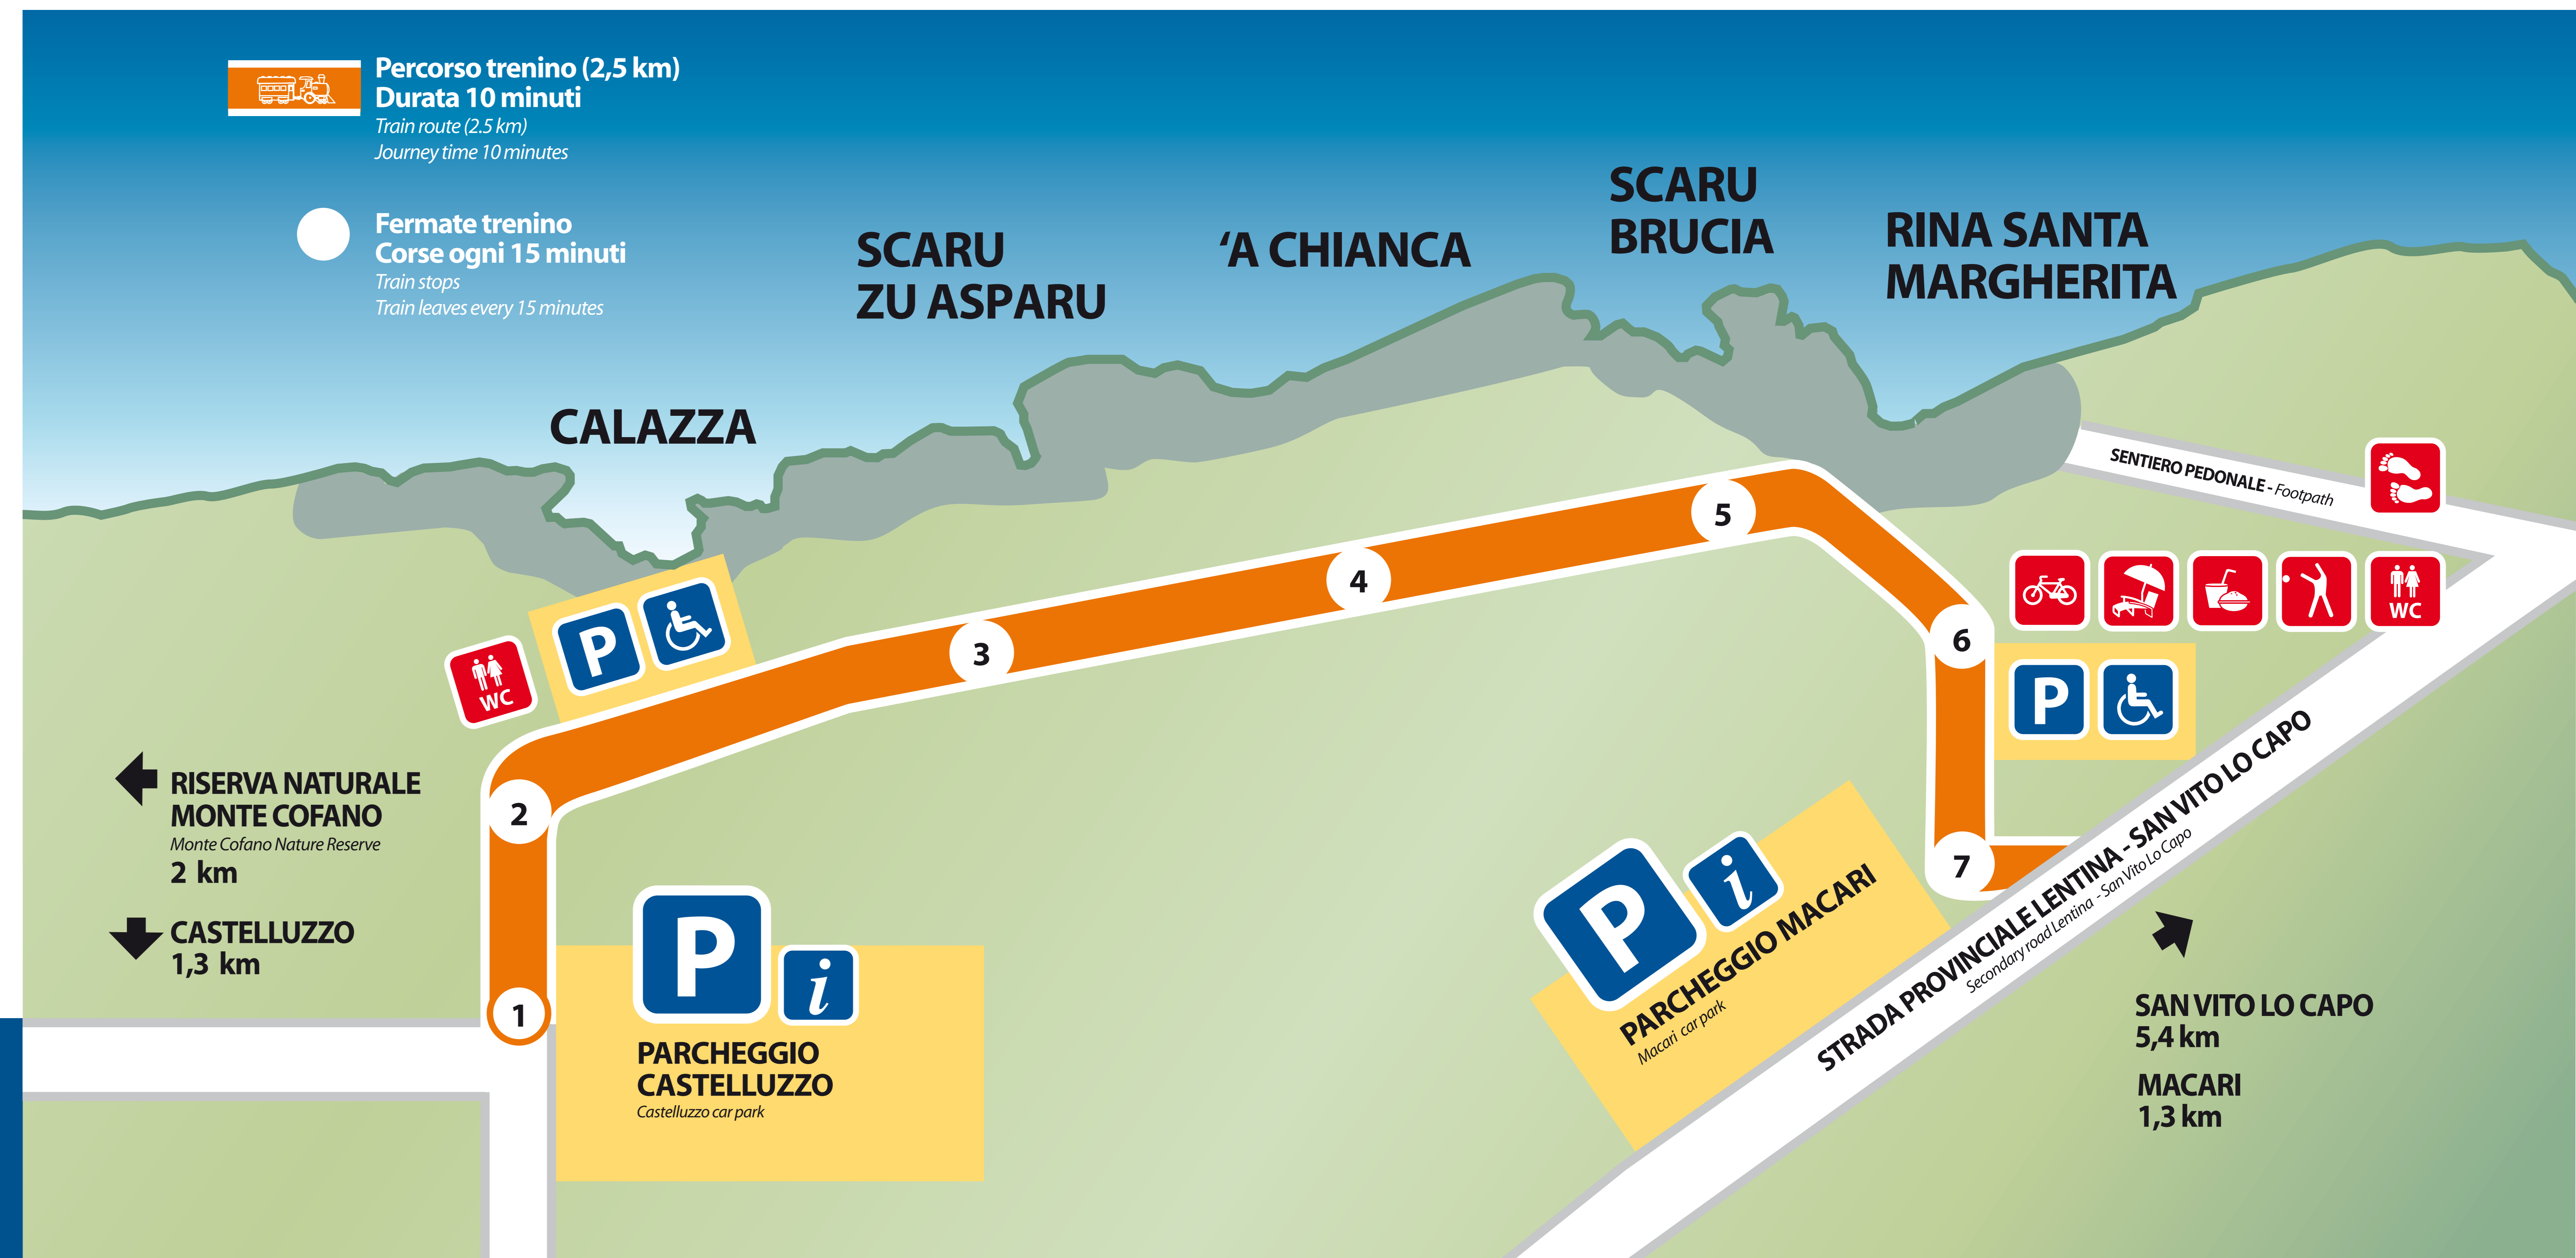 Percorso trenino (2,5 km)
Durata 10 minuti
Train route (2.5 km)
Journey time 10 minutes
Fermate trenino
Corse ogni 15 minuti
Train stops
Train leaves every 15 minutes
CALAZZA
SCARU
ZU ASPARU
‘A CHIANCA
SCARU
BRUCIA
RINA SANTA
MARGHERITA
SENTIERO PEDONALE - Footpath
WC
P
WC
P
1
2
3
4
5
6
7
RISERVA NATURALE
MONTE COFANO
Monte Cofano Nature Reserve
2 km
CASTELLUZZO
1,3 km
P
i
PARCHEGGIO
CASTELLUZZO
Castelluzzo car park
P
i
PARCHEGGIO MACARI
Macari car park
STRADA PROVINCIALE LENTINA - SAN VITO LO CAPO
Secondary road Lentina - San Vito Lo Capo
SAN VITO LO CAPO
5,4 km
MACARI
1,3 km